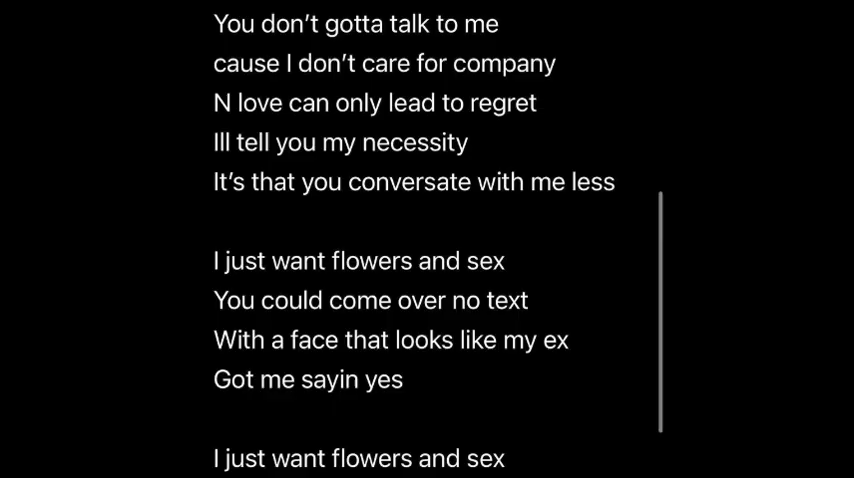 You don’t gotta talk to me
cause I don’t care for company
N love can only lead to regret
Ill tell you my necessity
It’s that you conversate with me less
I just want flowers and sex
You could come over no text
With a face that looks like my ex
Got me sayin yes
I just want flowers and sex